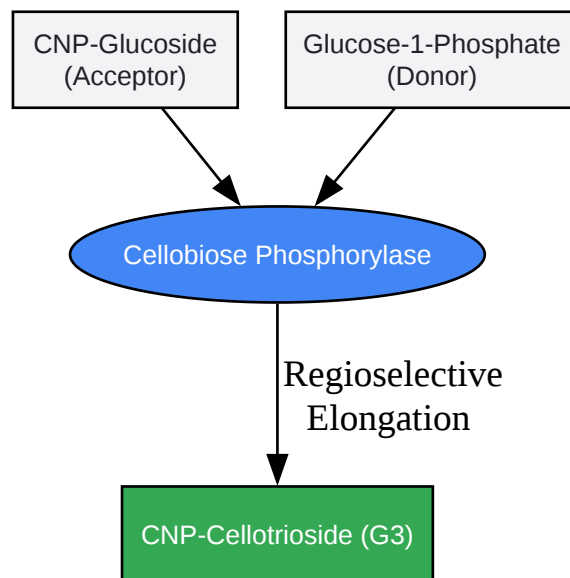 CNP-Glucoside
(Acceptor)
Glucose-1-Phosphate
(Donor)
Cellobiose Phosphorylase
Regioselective
Elongation
CNP-Cellotrioside (G3)